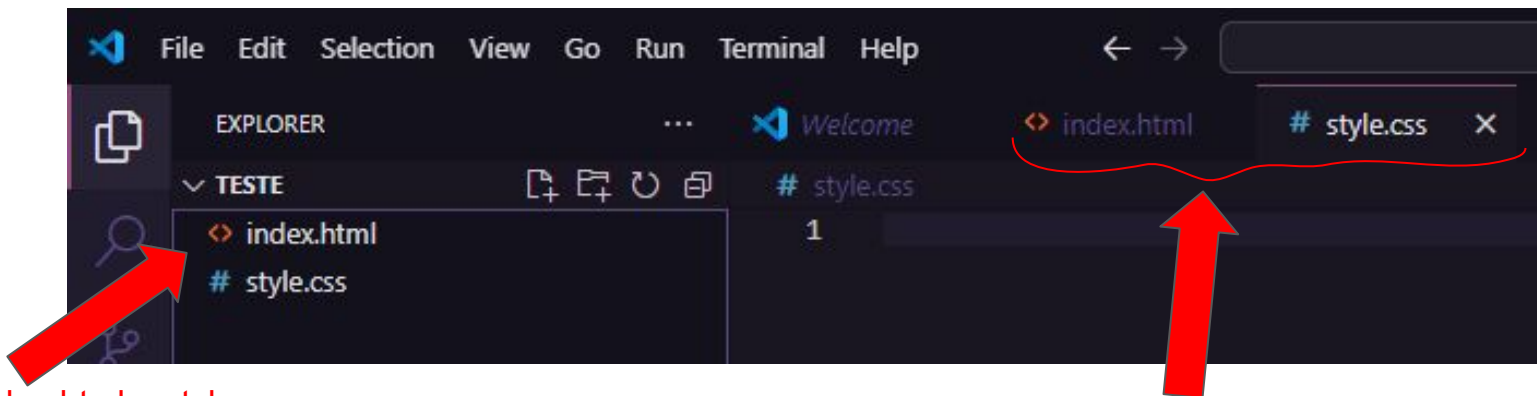 File Edit Selection View Go Run Terminal Help
EXPLORER
Welcome
index.html
style.css
TESTE
# style.css
index.html
1
# style.css